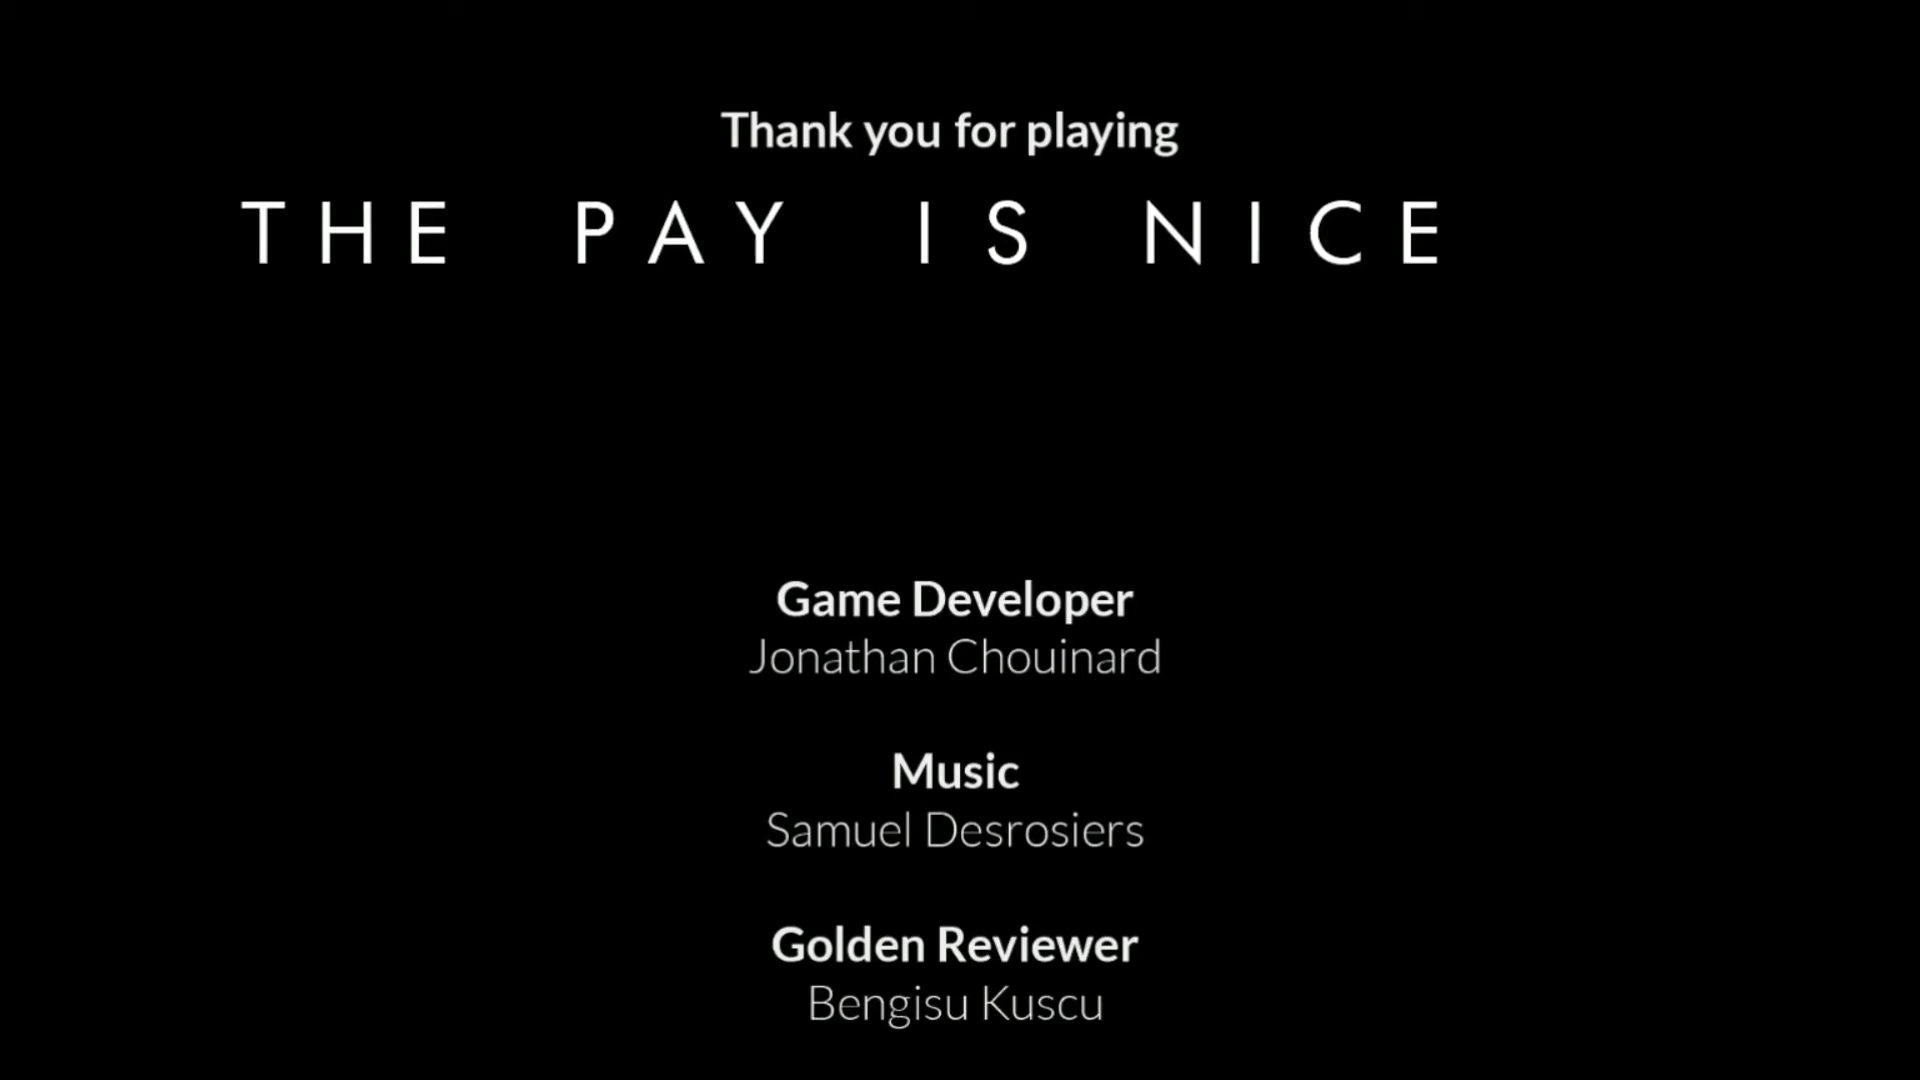 Thank you for playing
THE PAY IS NICE
Game Developer
Jonathan Chouinard
Music
Samuel Desrosiers
Golden Reviewer
Bengisu Kuscu